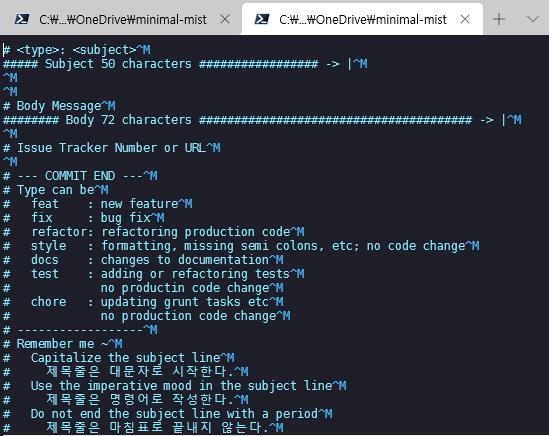 C:₩...₩OneDrive₩minimal-mist
C:₩...₩OneDrive₩minimal-mist
# <type>: <subject>^M
##### Subject 50 characters ################# -> |^M
^M
^M
# Body Message^M
######## Body 72 characters ####################################### -> |^M
^M
# Issue Tracker Number or URL^M
^M
# --- COMMIT END ---^M
# Type can be^M
#   feat    : new feature^M
#   fix     : bug fix^M
#   refactor: refactoring production code^M
#   style   : formatting, missing semi colons, etc; no code change^M
#   docs    : changes to documentation^M
#   test    : adding or refactoring tests^M
#             no productin code change^M
#   chore   : updating grunt tasks etc^M
#             no production code change^M
# ------------------^M
# Remember me ~^M
#   Capitalize the subject line^M
#     제목줄은 대문자로 시작한다.^M
#   Use the imperative mood in the subject line^M
#     제목줄은 명령어로 작성한다.^M
#   Do not end the subject line with a period^M
#     제목줄은 마침표로 끝내지 않는다.^M